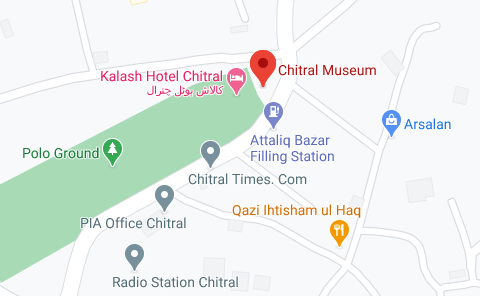 Kalash Hotel Chitral
کالاش ہوٹل چترال
Chitral Museum
Attaliq Bazar
Filling Station
Arsalan
Polo Ground
Chitral Times. Com
PIA Office Chitral
Qazi Ihtisham ul Haq
Radio Station Chitral